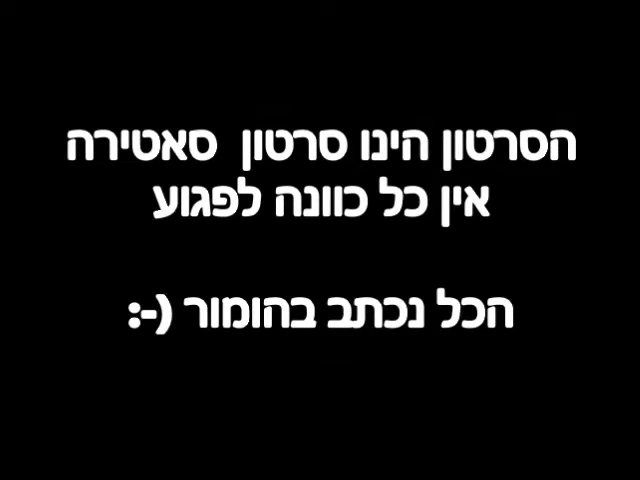 הסרטון הינו סרטון  סאטירה
אין כל כוונה לפגוע
הכל נכתב בהומור (-: